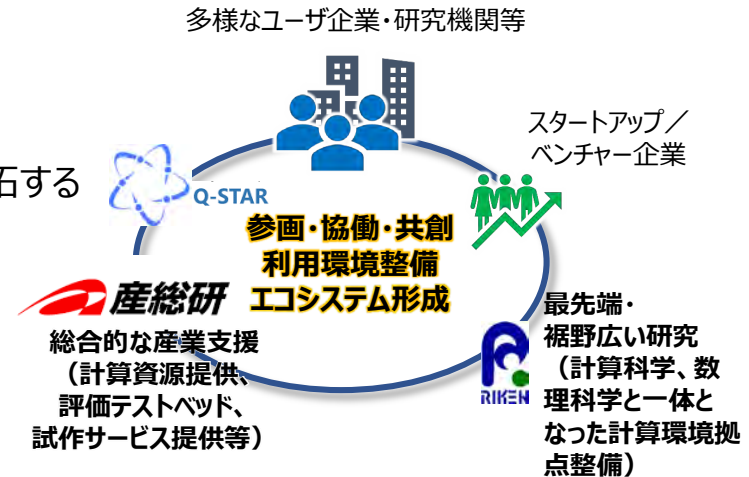 多様なユーザ企業・研究機関等
スタートアップ／
ベンチャー企業
石する
Q-STAR
参画・協働・共創
利用環境整備
エコシステム形成
産総研
総合的な産業支援
（計算資源提供、
評価テストベッド、
試作サービス提供等）
RIKEN
最先端・
裾野広い研究
（計算科学、数
理科学と一体と
なった計算環境拠
点整備）